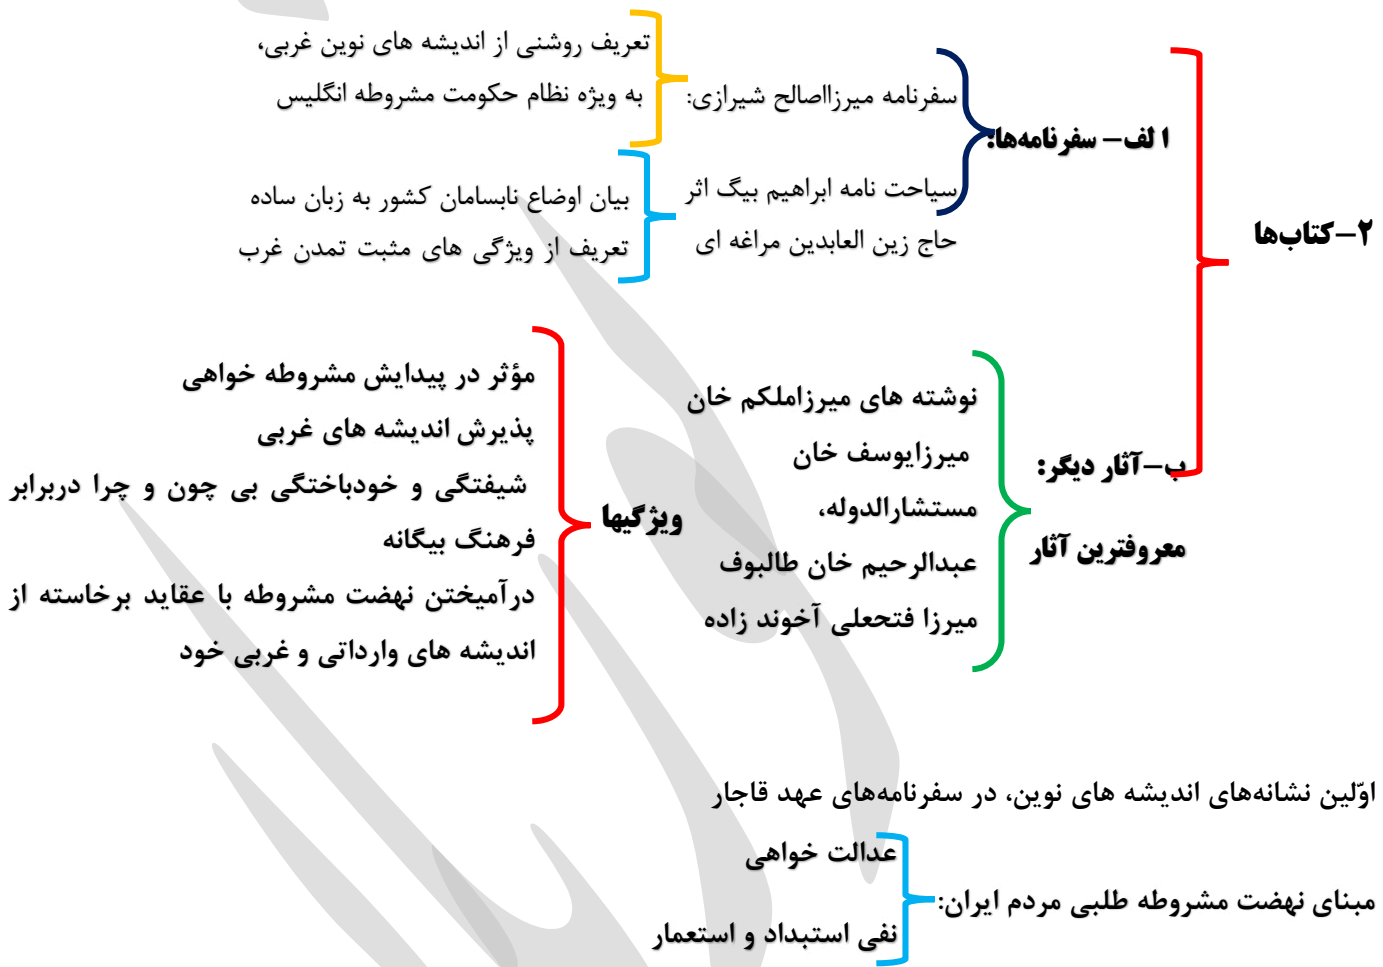 ۲-کتاب‌ها
ا لف- سفرنامه‌ها:
سفرنامه میرزااصالح شیرازی:
تعریف روشنی از اندیشه های نوین غربی،
به ویژه نظام حکومت مشروطه انگلیس
سیاحت نامه ابراهیم بیگ اثر
حاج زین العابدین مراغه ای
بیان اوضاع نابسامان کشور به زبان ساده
تعریف از ویژگی های مثبت تمدن غرب
ب-آثار دیگر:
معروفترین آثار
نوشته های میرزاملکم خان
میرزایوسف خان
مستشارالدوله،
عبدالرحیم خان طالبوف
میرزا فتحعلی آخوند زاده
ویژگیها
مؤثر در پیدایش مشروطه خواهی
پذیرش اندیشه های غربی
شیفتگی و خودباختگی بی چون و چرا دربرابر
فرهنگ بیگانه
درآمیختن نهضت مشروطه با عقاید برخاسته از
اندیشه های وارداتی و غربی خود
اوّلین نشانه‌های اندیشه های نوین، در سفرنامه‌های عهد قاجار
مبنای نهضت مشروطه طلبی مردم ایران:
عدالت خواهی
نفی استبداد و استعمار